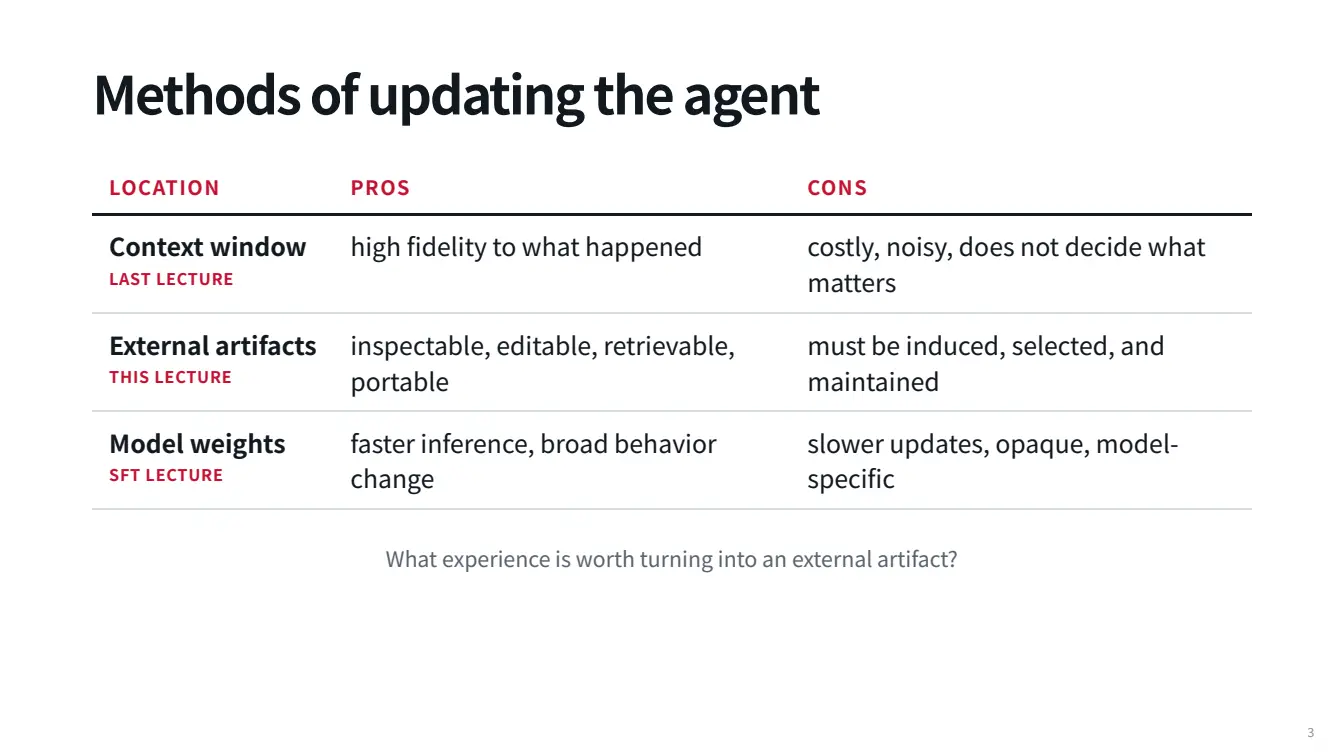 Methods of updating the agent
LOCATION PROS CONS
Context window high fidelity to what happened costly, noisy, does not decide what
LAST LECTURE matters
External artifacts inspectable, editable, retrievable, must be induced, selected, and
THIS LECTURE portable maintained
Model weights faster inference, broad behavior slower updates, opaque, model-
SFT LECTURE change specific
What experience is worth turning into an external artifact?
3